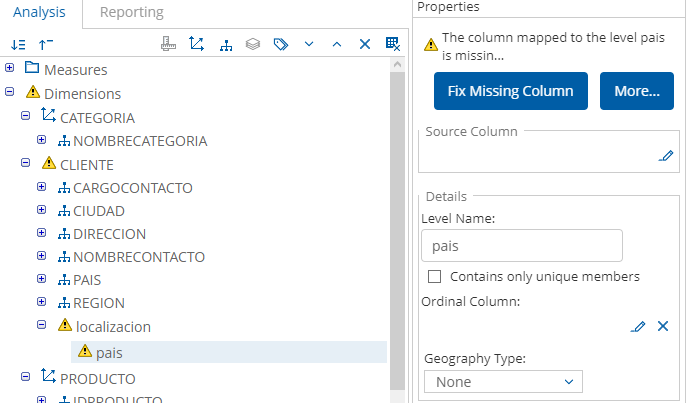 Analysis
Reporting
Measures
Dimensions
CATEGORIA
NOMBRECATEGORIA
CLIENTE
CARGOCONTACTO
CIUDAD
DIRECCION
NOMBRECONTACTO
PAIS
REGION
localizacion
pais
PRODUCTO
IDPRODUCTO
Properties
The column mapped to the level pais
is missin...
Fix Missing Column
More...
Source Column
Details
Level Name:
pais
Contains only unique members
Ordinal Column:
Geography Type:
None